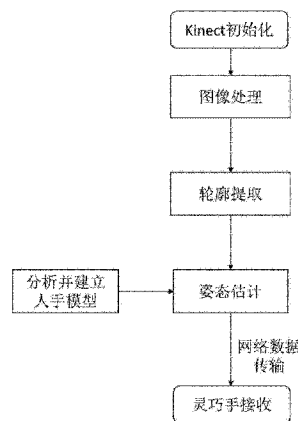 Kinect初始化
图像处理
轮廓提取
分析并建立
人手模型
姿态估计
网络数据
传输
灵巧手接收